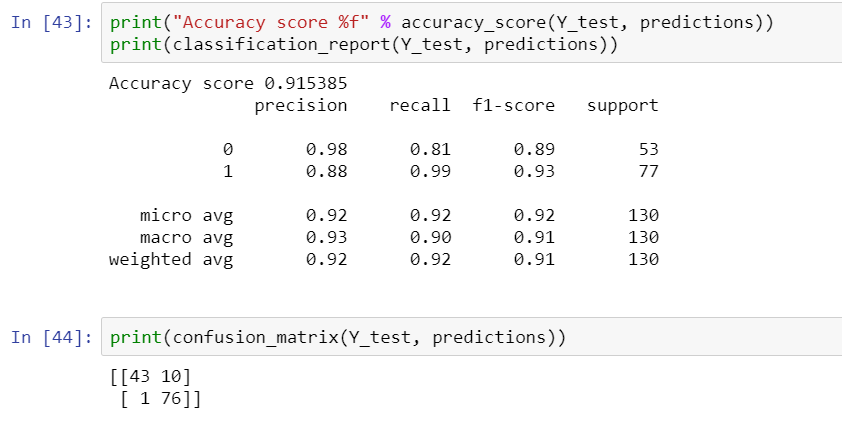 In [43]: print("Accuracy score %f" % accuracy_score(Y_test, predictions))
print(classification_report(Y_test, predictions))
Accuracy score 0.915385
precision recall f1-score support
0 0.98 0.81 0.89 53
1 0.88 0.99 0.93 77
micro avg 0.92 0.92 0.92 130
macro avg 0.93 0.90 0.91 130
weighted avg 0.92 0.92 0.91 130
In [44]: print(confusion_matrix(Y_test, predictions))
[[43 10]
[ 1 76]]